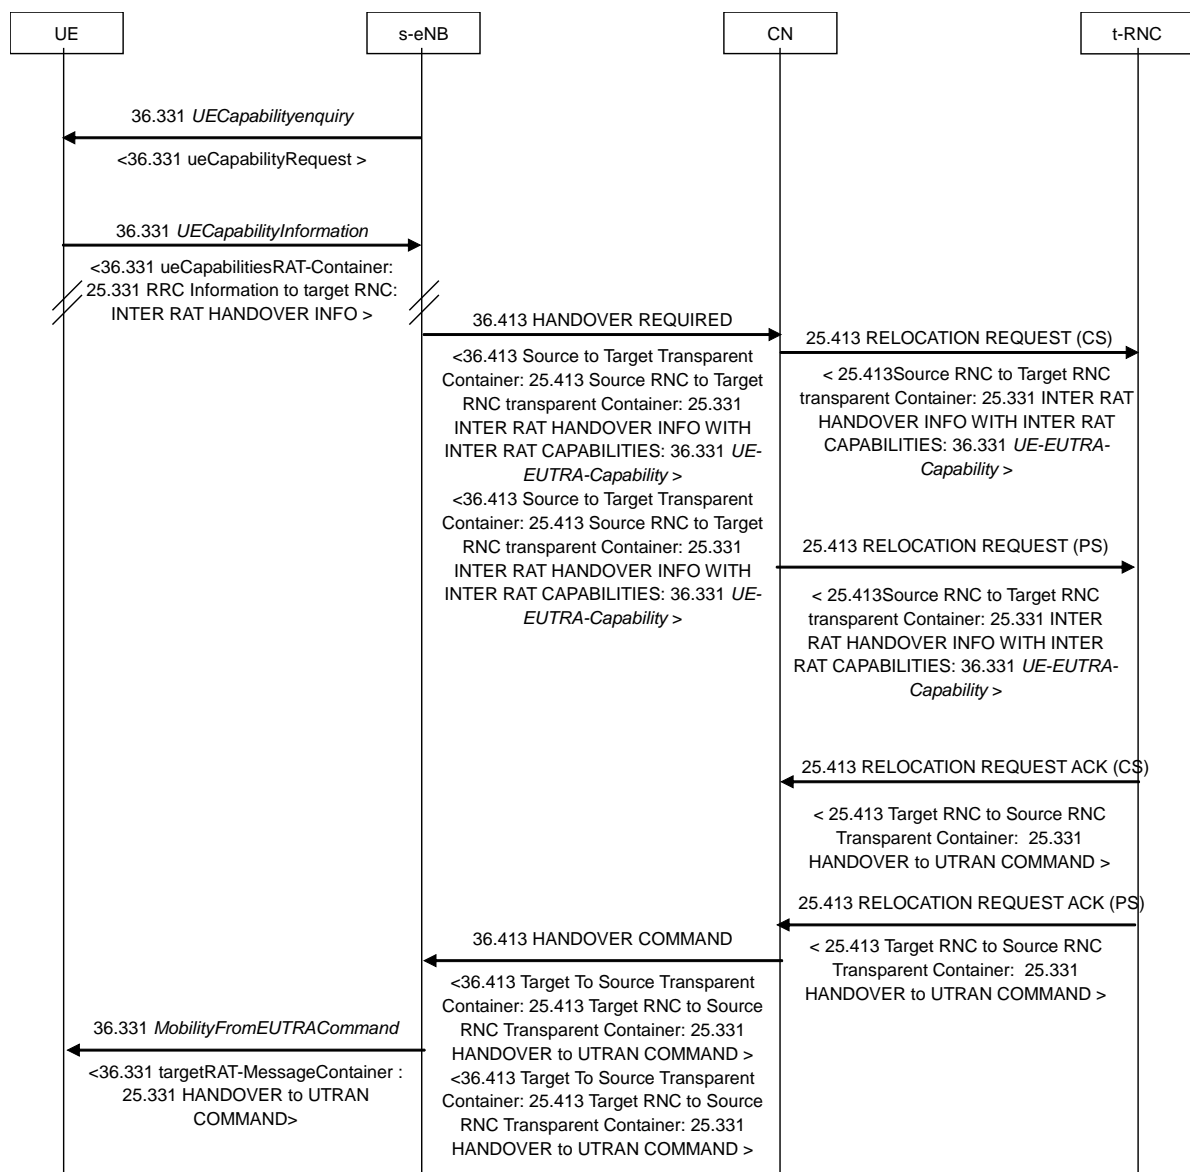 UE
s-eNB
CN
t-RNC
36.331 UECapabilityenquiry
<36.331 ueCapabilityRequest >
36.331 UECapabilityInformation
<36.331 ueCapabilitiesRAT-Container:
25.331 RRC Information to target RNC:
INTER RAT HANDOVER INFO >
36.413 HANDOVER REQUIRED
<36.413 Source to Target Transparent
Container: 25.413 Source RNC to Target
RNC transparent Container: 25.331
INTER RAT HANDOVER INFO WITH
INTER RAT CAPABILITIES: 36.331 UE-
EUTRA-Capability >
<36.413 Source to Target Transparent
Container: 25.413 Source RNC to Target
RNC transparent Container: 25.331
INTER RAT HANDOVER INFO WITH
INTER RAT CAPABILITIES: 36.331 UE-
EUTRA-Capability >
25.413 RELOCATION REQUEST (CS)
< 25.413Source RNC to Target RNC
transparent Container: 25.331 INTER RAT
HANDOVER INFO WITH INTER RAT
CAPABILITIES: 36.331 UE-EUTRA-
Capability >
25.413 RELOCATION REQUEST (PS)
< 25.413Source RNC to Target RNC
transparent Container: 25.331 INTER
RAT HANDOVER INFO WITH INTER
RAT CAPABILITIES: 36.331 UE-EUTRA-
Capability >
25.413 RELOCATION REQUEST ACK (CS)
< 25.413 Target RNC to Source RNC
Transparent Container: 25.331
HANDOVER to UTRAN COMMAND >
25.413 RELOCATION REQUEST ACK (PS)
< 25.413 Target RNC to Source RNC
Transparent Container: 25.331
HANDOVER to UTRAN COMMAND >
36.413 HANDOVER COMMAND
<36.413 Target To Source Transparent
Container: 25.413 Target RNC to Source
RNC Transparent Container: 25.331
HANDOVER to UTRAN COMMAND >
<36.413 Target To Source Transparent
Container: 25.413 Target RNC to Source
RNC Transparent Container: 25.331
HANDOVER to UTRAN COMMAND >
36.331 MobilityFromEUTRACommand
<36.331 targetRAT-MessageContainer :
25.331 HANDOVER to UTRAN
COMMAND>